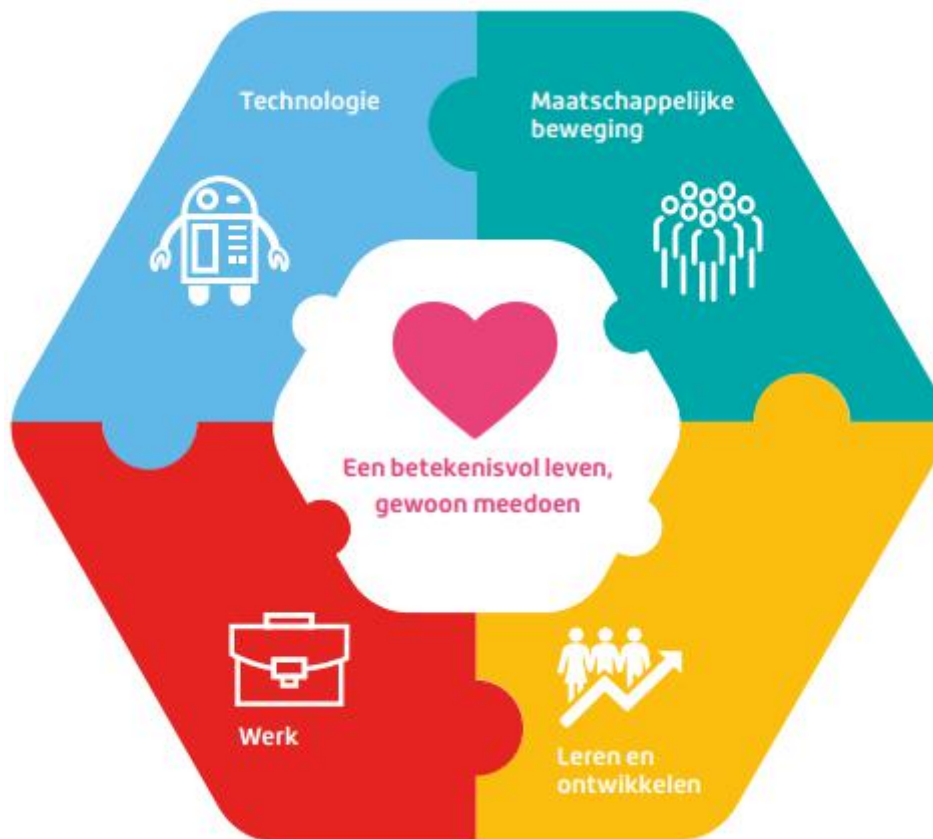 Technologie
Maatschappelijke
beweging
Een betekenisvol leven,
gewoon meedoen
Werk
Leren en
ontwikkelen